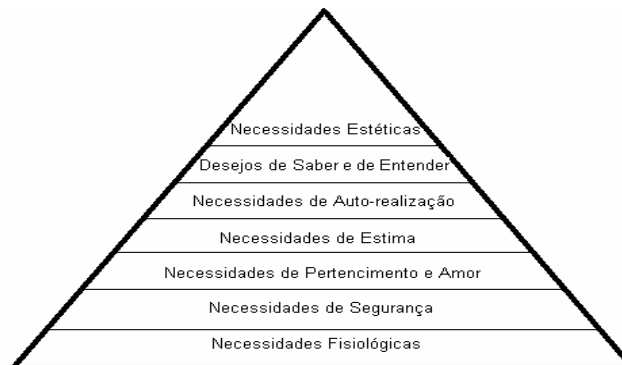 Necessidades Estéticas
Desejos de Saber e de Entender
Necessidades de Auto-realização
Necessidades de Estima
Necessidades de Pertencimento e Amor
Necessidades de Segurança
Necessidades Fisiológicas